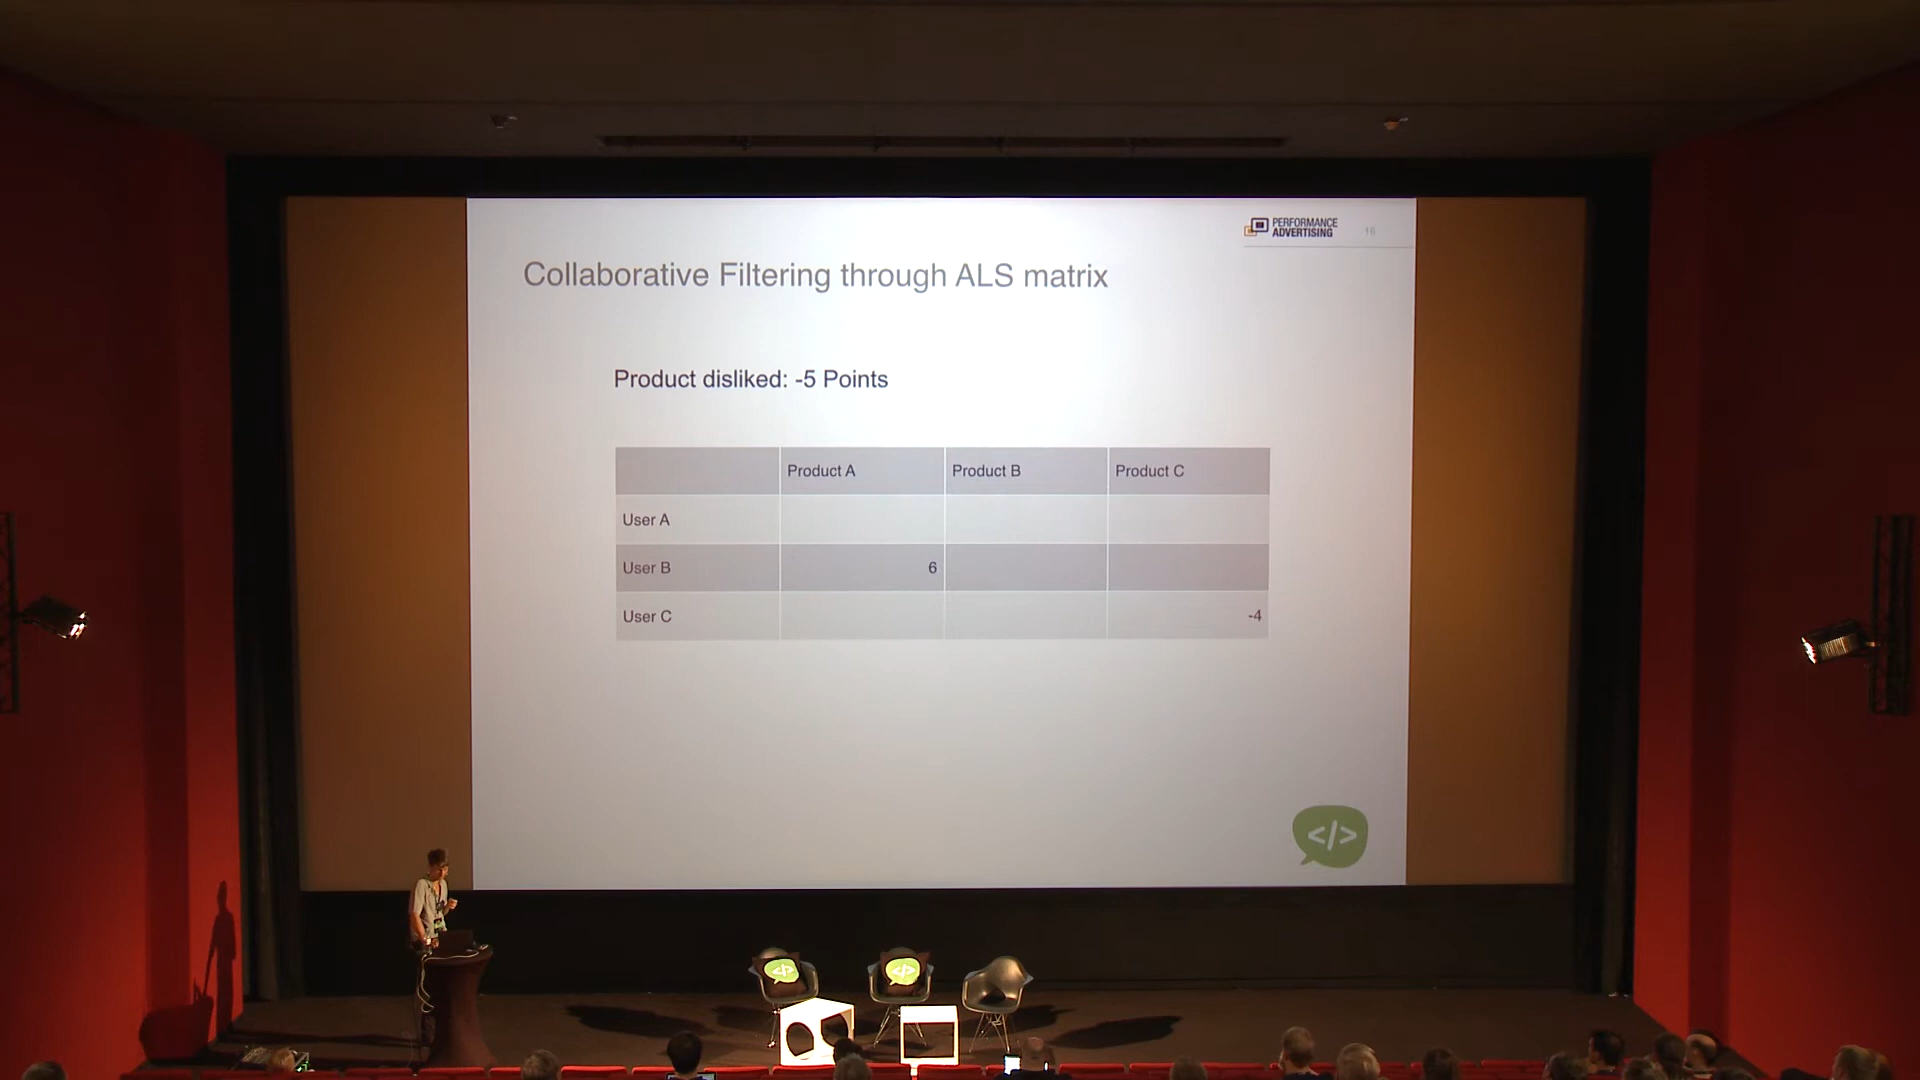 PERFORMANCE
ADVERTISING
16
Collaborative Filtering through ALS matrix
Product disliked: -5 Points
Product A Product B Product C
User A
User B 6
User C -4
</>
</> </>